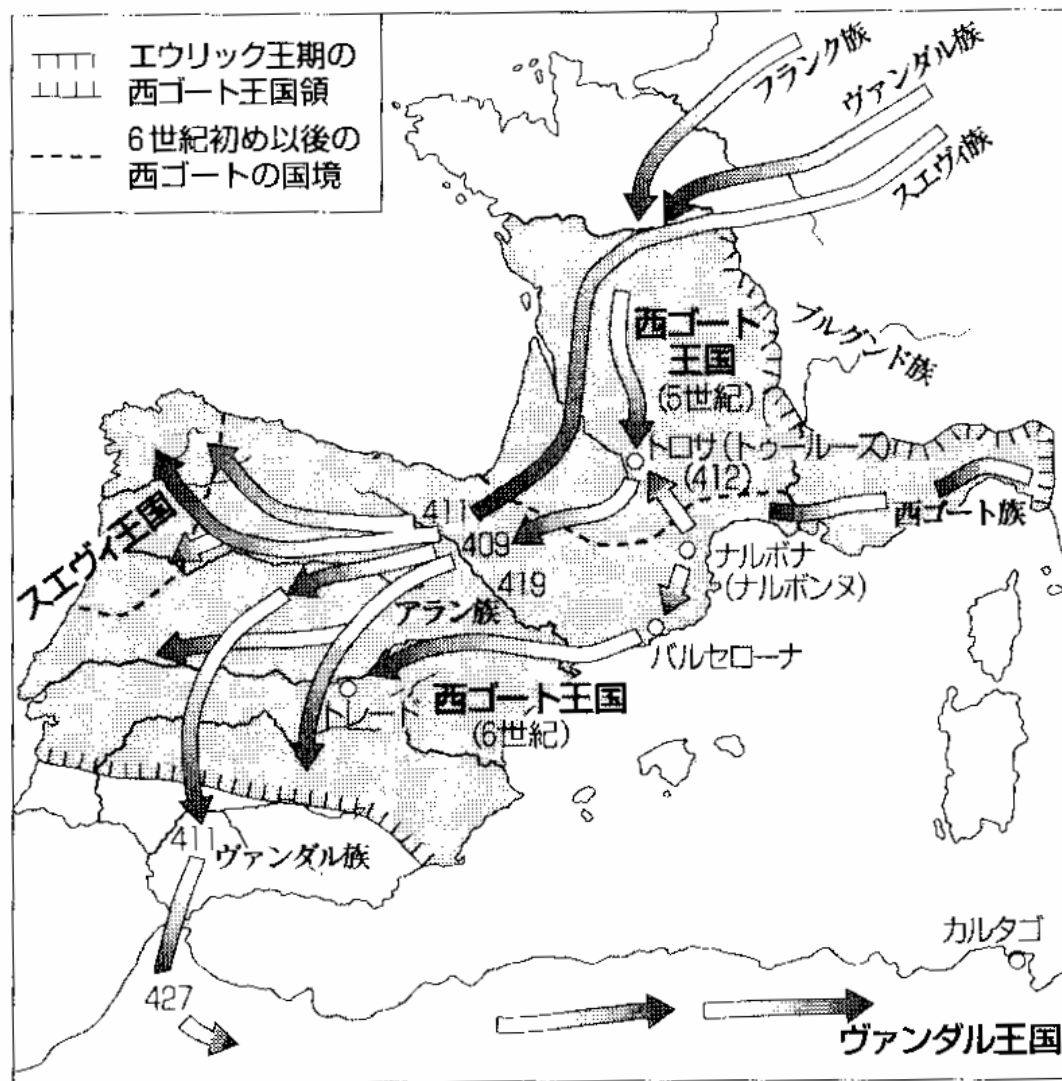 エウリック王期の
西ゴート王国領
6世紀初め以後の
西ゴートの国境
フランク族
ヴァンダル族
スエヴィ族
西ゴート
王国
(5世紀)
ブルグンド族
トロサ(トゥールーズ)
(412)
西ゴート族
411
409
419
スエヴィ王国
ナルボナ
(ナルボンヌ)
アラン族
バルセローナ
トレード
西ゴート王国
(6世紀)
411
ヴァンダル族
カルタゴ
427
ヴァンダル王国